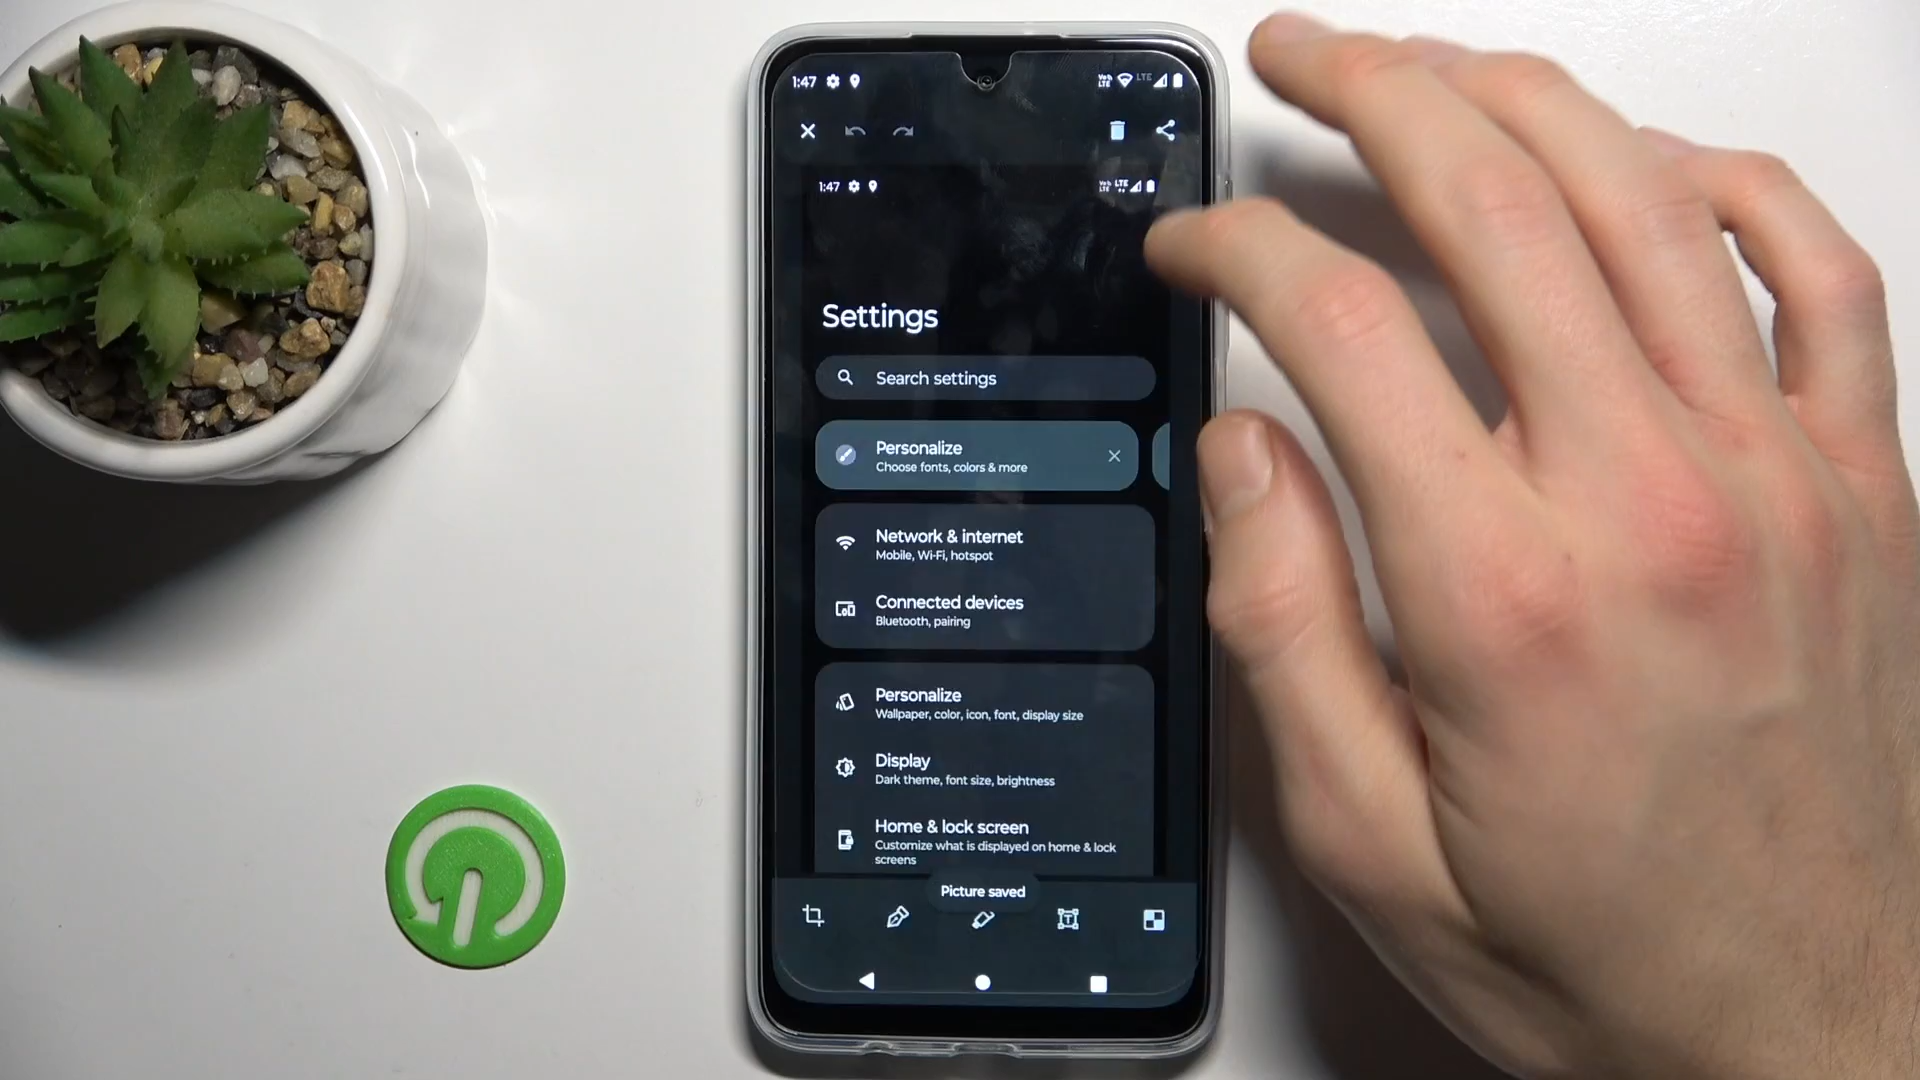 1:47
LTE
1:47
LTE
Settings
Search settings
Personalize
Choose fonts, colors & more
Network & internet
Mobile, Wi-Fi, hotspot
Connected devices
Bluetooth, pairing
Personalize
Wallpaper, color, icon, font, display size
Display
Dark theme, font size, brightness
Home & lock screen
Customize what is displayed on home & lock
screens
Picture saved